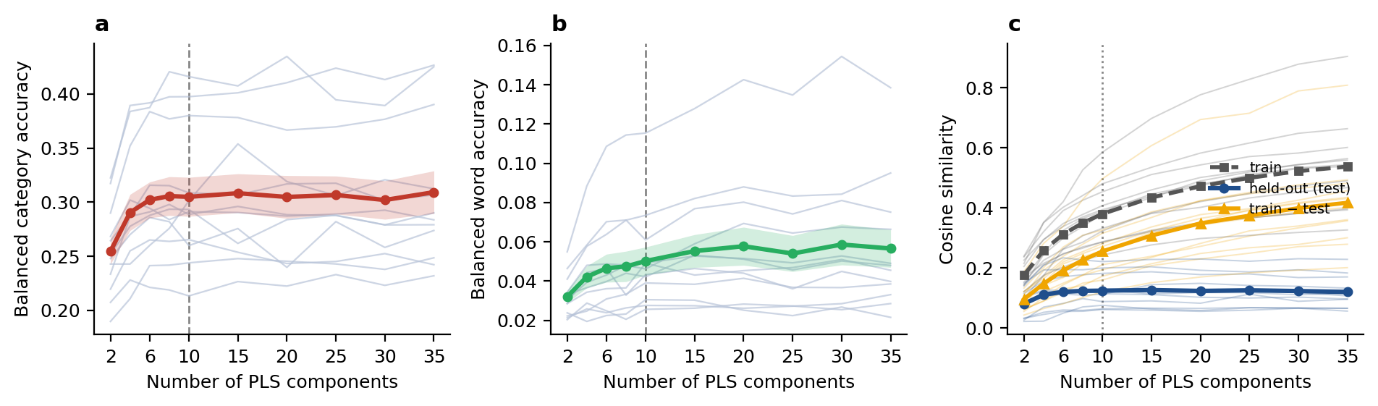 a
b
c
Balanced category accuracy
0.40
0.35
0.30
0.25
0.20
2 6 10 15 20 25 30 35
Number of PLS components
Balanced word accuracy
0.16
0.14
0.12
0.10
0.08
0.06
0.04
0.02
2 6 10 15 20 25 30 35
Number of PLS components
Cosine similarity
0.8
0.6
0.4
0.2
0.0
train
held-out (test)
train − test
2 6 10 15 20 25 30 35
Number of PLS components